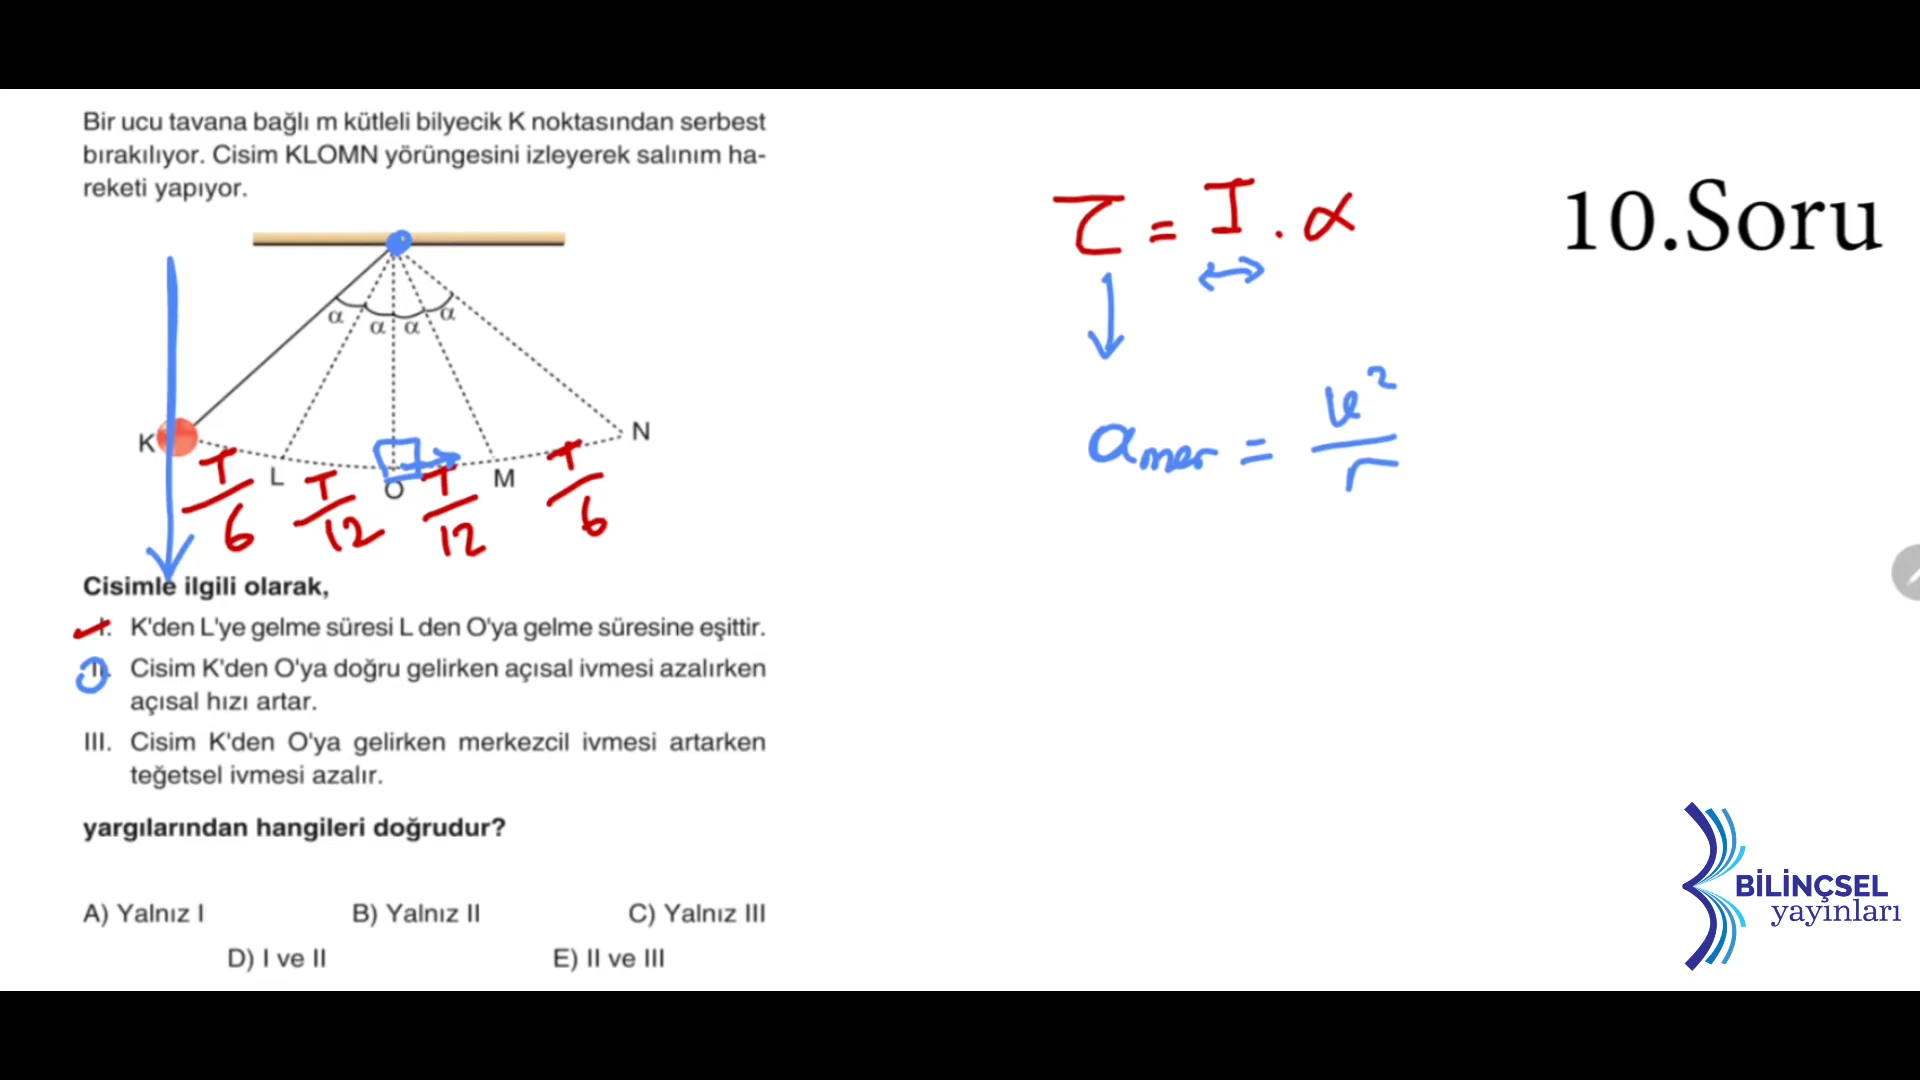 Bir ucu tavana bağlı m kütleli bilyecik K noktasından serbest
bırakılıyor. Cisim KLOMN yörüngesini izleyerek salınım ha-
reketi yapıyor.
τ = I . α
10.Soru
α α α α
K L O M N
T/6 T/12 T/12 T/6
a mer = v²/r
Cisimle ilgili olarak,
I. K'den L'ye gelme süresi L den O'ya gelme süresine eşittir.
II. Cisim K'den O'ya doğru gelirken açısal ivmesi azalırken
açısal hızı artar.
III. Cisim K'den O'ya gelirken merkezcil ivmesi artarken
teğetsel ivmesi azalır.
yargılarından hangileri doğrudur?
A) Yalnız I B) Yalnız II C) Yalnız III
D) I ve II E) II ve III
BİLİNÇSEL
yayınları